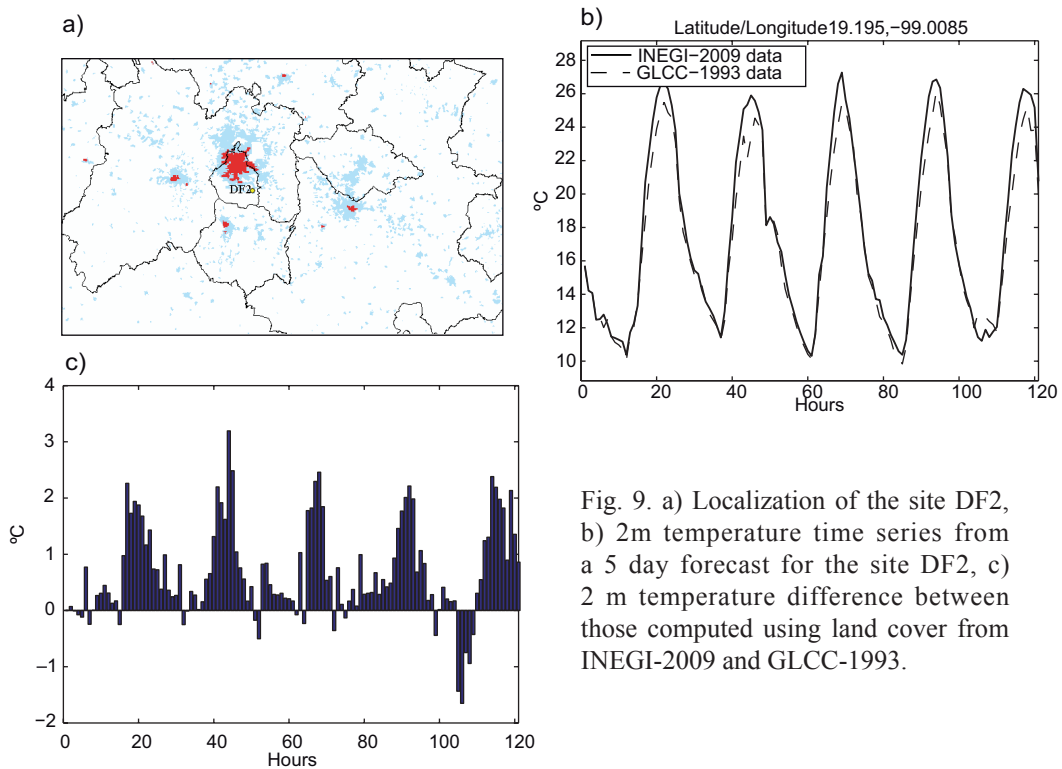 a)
DF2
b)
Latitude/Longitude19.195,−99.0085
INEGI−2009 data
GLCC−1993 data
28
26
24
22
20
18
16
14
12
10
ºC
20
40
60
80
100
120
Hours
c)
4
3
2
1
0
−1
−2
ºC
0
20
40
60
80
100
120
Hours
Fig. 9. a) Localization of the site DF2,
b) 2m temperature time series from
a 5 day forecast for the site DF2, c)
2 m temperature difference between
those computed using land cover from
INEGI-2009 and GLCC-1993.